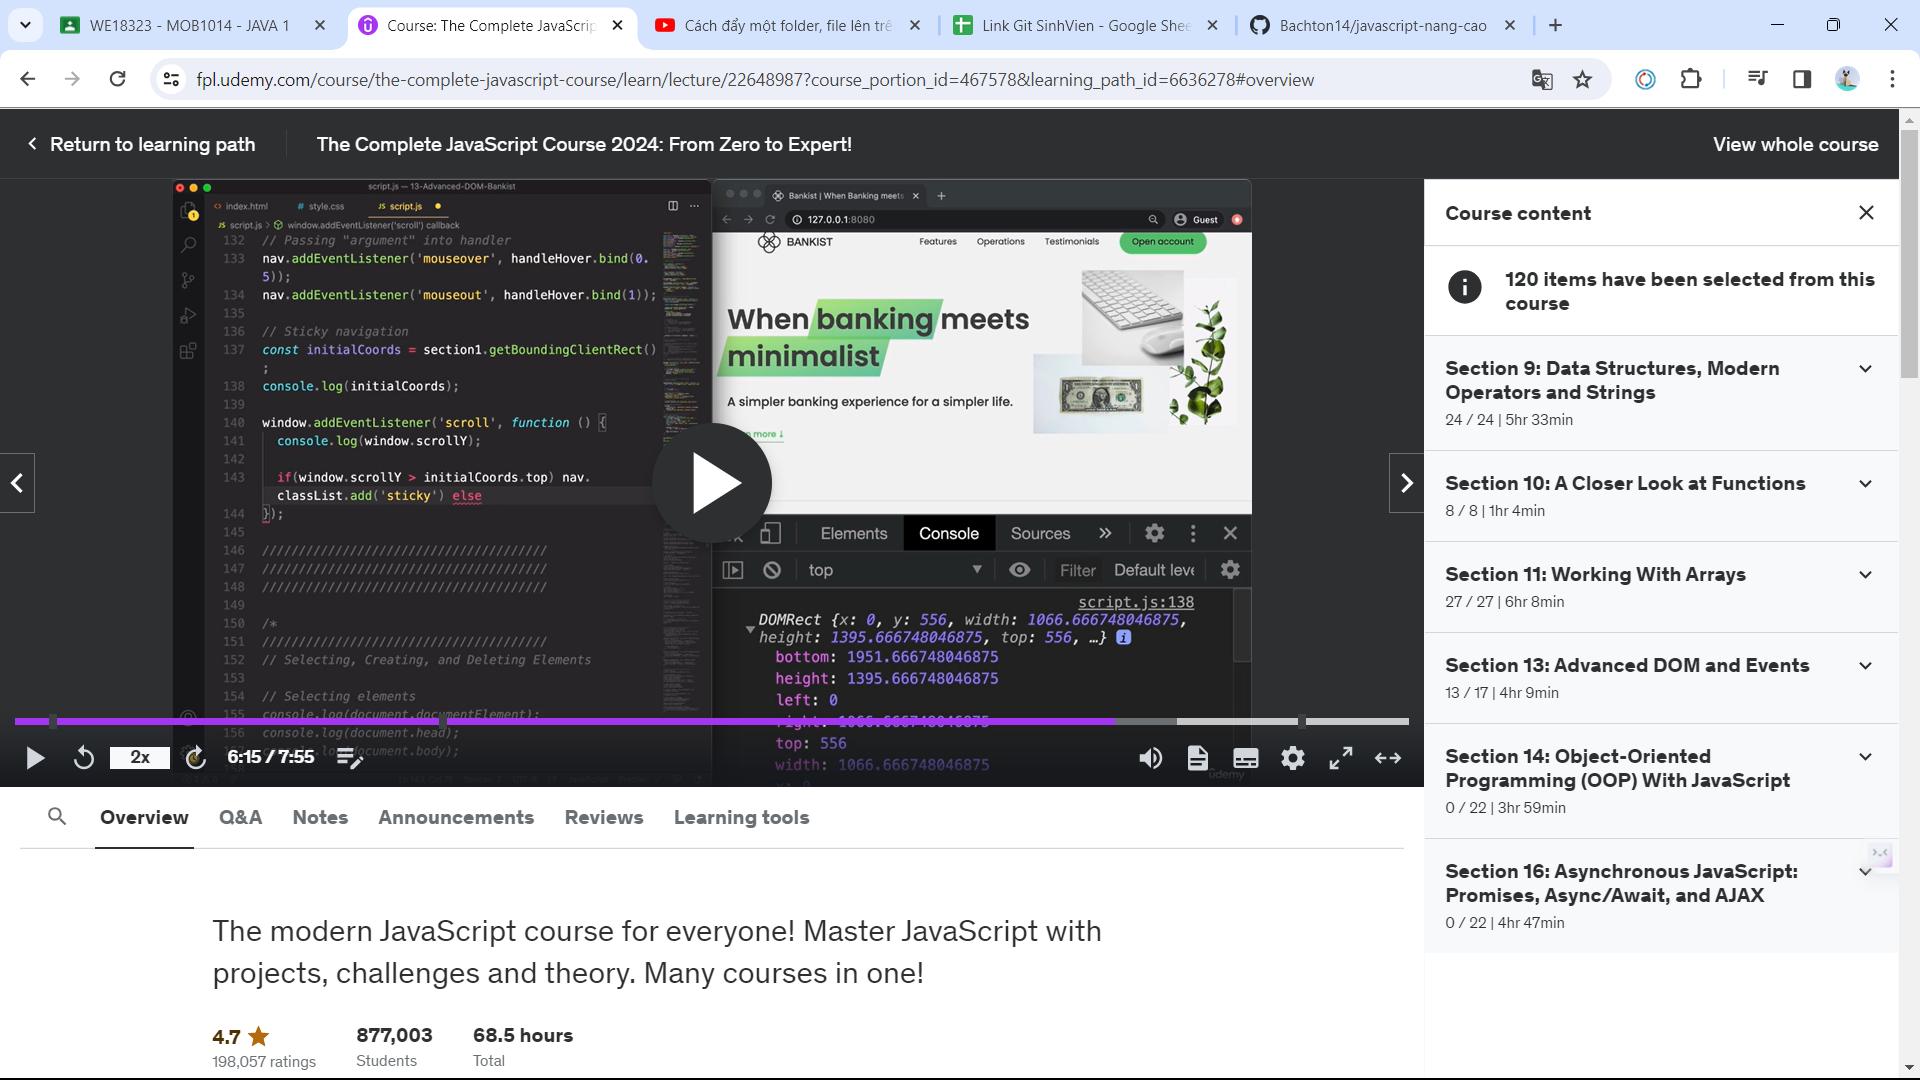 WE18323 - MOB1014 - JAVA 1
Course: The Complete JavaScrip
Cách đẩy một folder, file lên trê
Link Git SinhVien - Google Shee
Bachton14/javascript-nang-cao
fpl.udemy.com/course/the-complete-javascript-course/learn/lecture/22648987?course_portion_id=467578&learning_path_id=6636278#overview
Return to learning path
The Complete JavaScript Course 2024: From Zero to Expert!
View whole course
script.js — 13-Advanced-DOM-Bankist
index.html
# style.css
JS script.js
JS script.js > window.addEventListener('scroll') callback
132 // Passing "argument" into handler
133 nav.addEventListener('mouseover', handleHover.bind(0.
5));
134 nav.addEventListener('mouseout', handleHover.bind(1));
135
136 // Sticky navigation
137 const initialCoords = section1.getBoundingClientRect()
;
138 console.log(initialCoords);
139
140 window.addEventListener('scroll', function () {
141 console.log(window.scrollY);
142
143 if(window.scrollY > initialCoords.top) nav.
classList.add('sticky') else
144 });
145
146 ///////////////////////////////////////
147 ///////////////////////////////////////
148 ///////////////////////////////////////
149
150 /*
151 ///////////////////////////////////////
152 // Selecting, Creating, and Deleting Elements
153
154 // Selecting elements
155 console.log(document.documentElement);
156 console.log(document.head);
console.log(document.body);
Bankist | When Banking meets
127.0.0.1:8080
Guest
BANKIST
Features
Operations
Testimonials
Open account
When banking meets
minimalist
A simpler banking experience for a simpler life.
more ↓
Elements
Console
Sources
top
Filter
Default leve
script.js:138
DOMRect {x: 0, y: 556, width: 1066.666748046875,
height: 1395.666748046875, top: 556, …} i
bottom: 1951.666748046875
height: 1395.666748046875
left: 0
right: 1066.666748046875
top: 556
width: 1066.666748046875
udemy
2x
6:15 / 7:55
Course content
120 items have been selected from this
course
Section 9: Data Structures, Modern
Operators and Strings
24 / 24 | 5hr 33min
Section 10: A Closer Look at Functions
8 / 8 | 1hr 4min
Section 11: Working With Arrays
27 / 27 | 6hr 8min
Section 13: Advanced DOM and Events
13 / 17 | 4hr 9min
Section 14: Object-Oriented
Programming (OOP) With JavaScript
0 / 22 | 3hr 59min
Section 16: Asynchronous JavaScript:
Promises, Async/Await, and AJAX
0 / 22 | 4hr 47min
Overview
Q&A
Notes
Announcements
Reviews
Learning tools
The modern JavaScript course for everyone! Master JavaScript with
projects, challenges and theory. Many courses in one!
4.7
198,057 ratings
877,003
Students
68.5 hours
Total